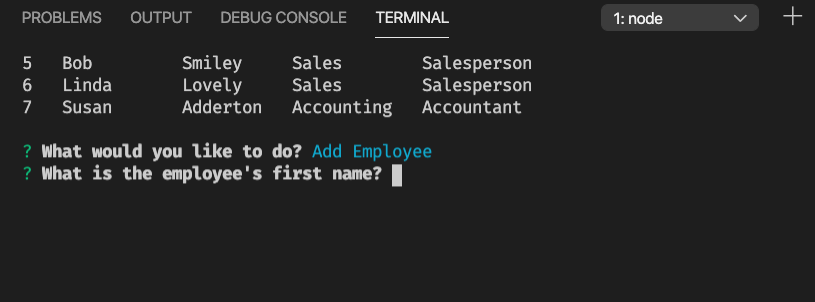 PROBLEMS OUTPUT DEBUG CONSOLE TERMINAL 1: node
5 Bob Smiley Sales Salesperson
6 Linda Lovely Sales Salesperson
7 Susan Adderton Accounting Accountant
? What would you like to do? Add Employee
? What is the employee's first name?